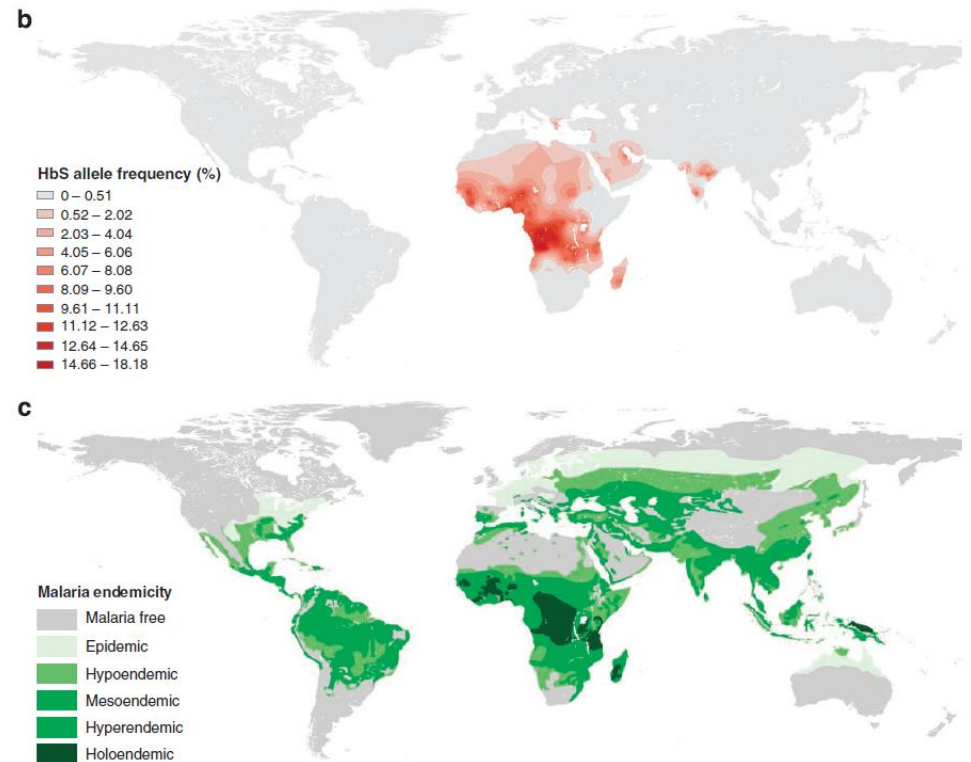 b
HbS allele frequency (%)
0 – 0.51
0.52 – 2.02
2.03 – 4.04
4.05 – 6.06
6.07 – 8.08
8.09 – 9.60
9.61 – 11.11
11.12 – 12.63
12.64 – 14.65
14.66 – 18.18
c
Malaria endemicity
Malaria free
Epidemic
Hypoendemic
Mesoendemic
Hyperendemic
Holoendemic